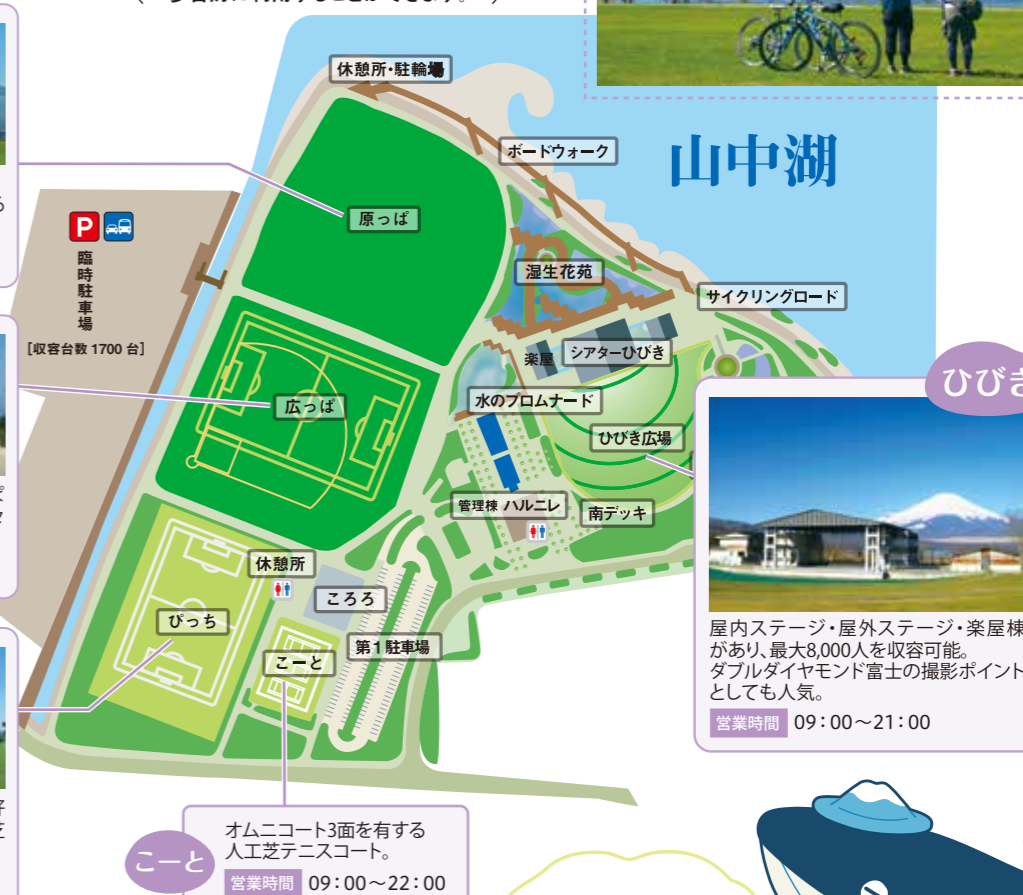 休憩所・駐輪場
ボードウォーク
山中湖
原っぱ
P
臨時駐車場
[収容台数 1700 台]
湿生花苑
サイクリングロード
楽屋
シアターひびき
広っぱ
水のプロムナード
ひびき広場
管理棟 ハルニレ
南デッキ
休憩所
ころろ
ぴっち
第1駐車場
こーと
ひびき
屋内ステージ・屋外ステージ・楽屋棟
があり、最大8,000人を収容可能。
ダブルダイヤモンド富士の撮影ポイント
としても人気。
営業時間 09:00～21:00
こーと
オムニコート3面を有する
人工芝テニスコート。
営業時間 09:00～22:00